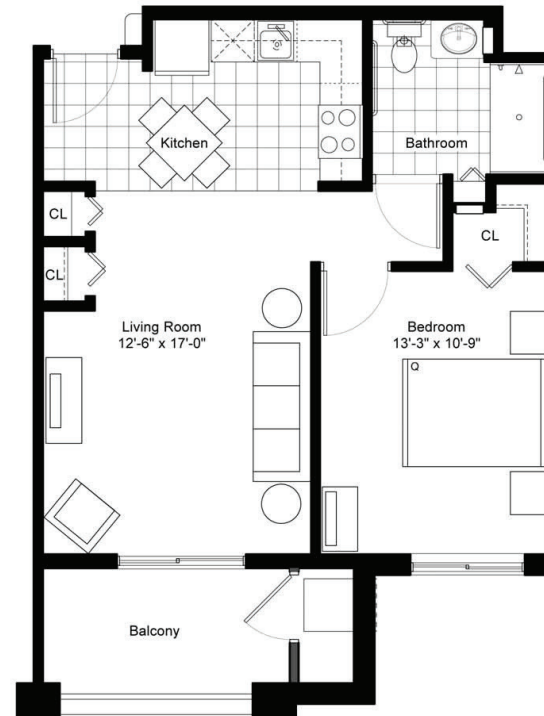 Kitchen
Bathroom
CL
CL
CL
Living Room
12'-6" x 17'-0"
Bedroom
13'-3" x 10'-9"
Q
Balcony